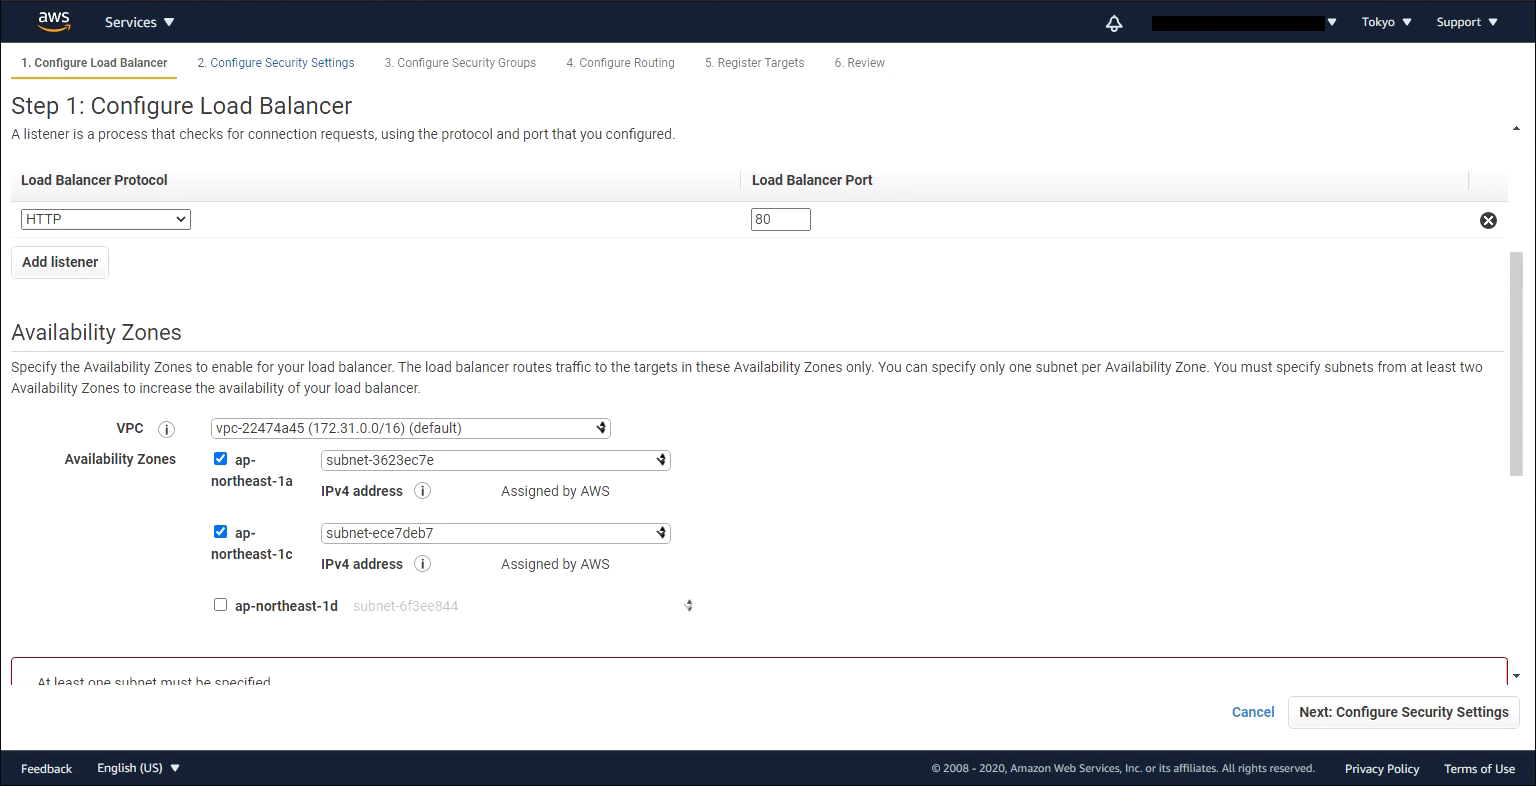 aws Services Tokyo Support
1. Configure Load Balancer 2. Configure Security Settings 3. Configure Security Groups 4. Configure Routing 5. Register Targets 6. Review
Step 1: Configure Load Balancer
A listener is a process that checks for connection requests, using the protocol and port that you configured.
Load Balancer Protocol Load Balancer Port
HTTP 80
Add listener
Availability Zones
Specify the Availability Zones to enable for your load balancer. The load balancer routes traffic to the targets in these Availability Zones only. You can specify only one subnet per Availability Zone. You must specify subnets from at least two
Availability Zones to increase the availability of your load balancer.
VPC i vpc-22474a45 (172.31.0.0/16) (default)
Availability Zones ap- subnet-3623ec7e
northeast-1a
IPv4 address i Assigned by AWS
ap- subnet-ece7deb7
northeast-1c
IPv4 address i Assigned by AWS
ap-northeast-1d subnet-6f3ee844
At least one subnet must be specified
Cancel Next: Configure Security Settings
Feedback English (US) © 2008 - 2020, Amazon Web Services, Inc. or its affiliates. All rights reserved. Privacy Policy Terms of Use